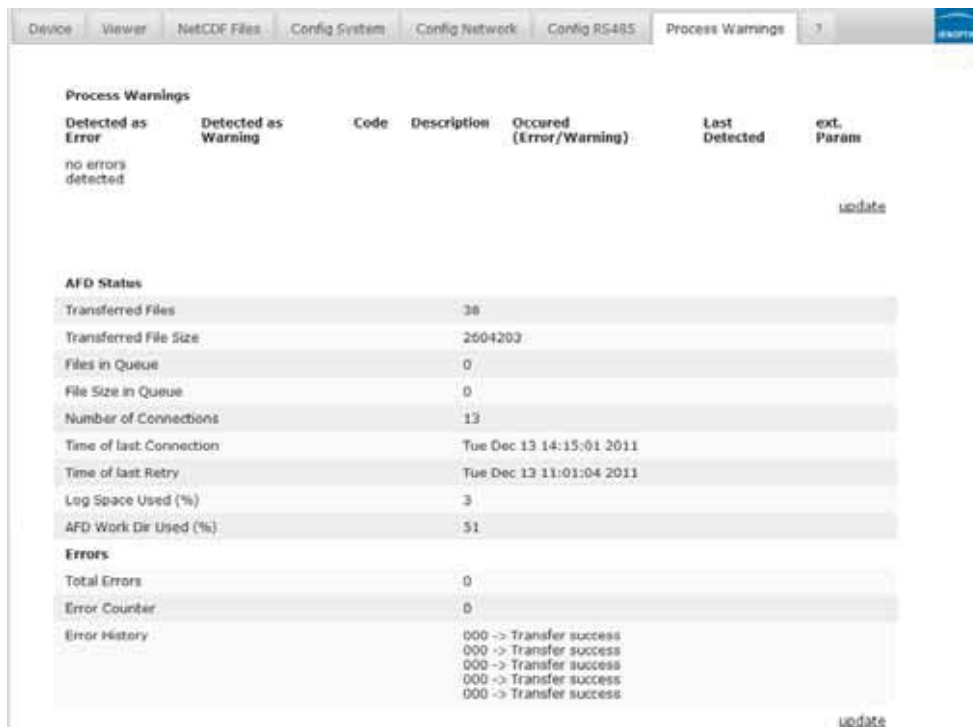 Device Viewer NetCDF Files Config System Config Network Config RS485 Process Warnings ?
JENOPTIK
Process Warnings
Detected as Error Detected as Warning Code Description Occured (Error/Warning) Last Detected ext. Param
no errors detected
update
AFD Status
Transferred Files 38
Transferred File Size 2604203
Files in Queue 0
File Size in Queue 0
Number of Connections 13
Time of last Connection Tue Dec 13 14:15:01 2011
Time of last Retry Tue Dec 13 11:01:04 2011
Log Space Used (%) 3
AFD Work Dir Used (%) 51
Errors
Total Errors 0
Error Counter 0
Error History 000 -> Transfer success
000 -> Transfer success
000 -> Transfer success
000 -> Transfer success
000 -> Transfer success
update